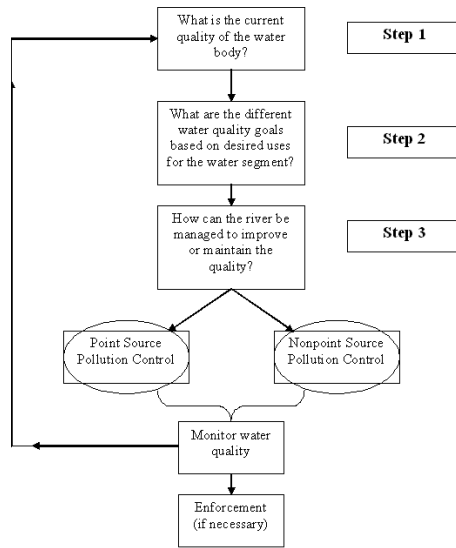 What is the current
quality of the water
body?
Step 1
What are the different
water quality goals
based on desired uses
for the water segment?
Step 2
How can the river be
managed to improve
or maintain the
quality?
Step 3
Point Source
Pollution Control
Nonpoint Source
Pollution Control
Monitor water
quality
Enforcement
(if necessary)